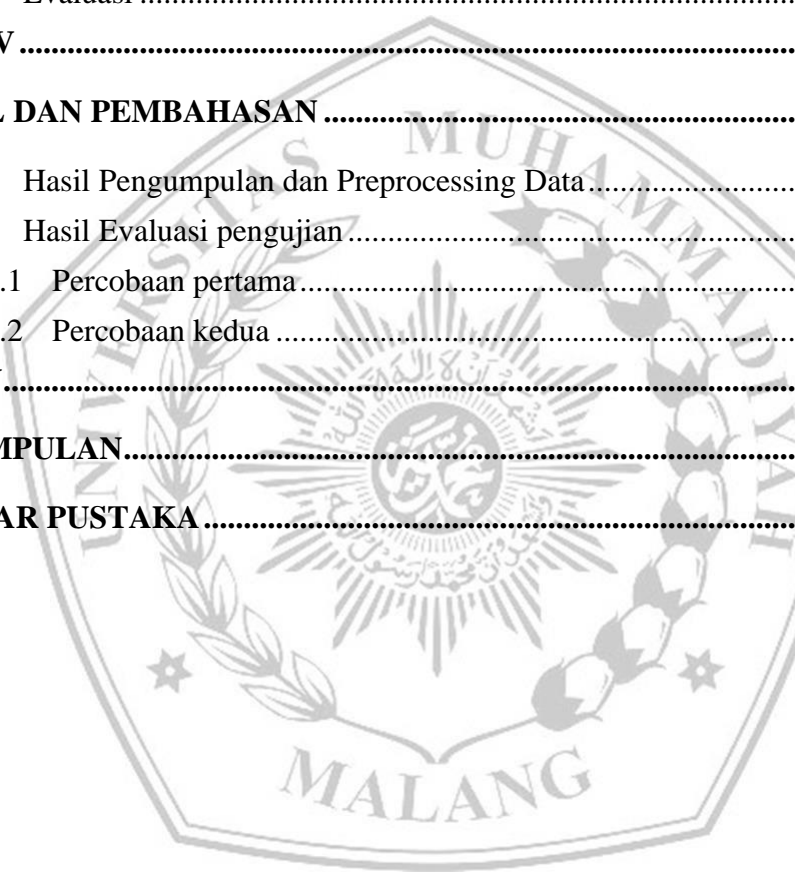 Evaluasi ........................................................................
V ........................................................................
L DAN PEMBAHASAN ........................................................................
Hasil Pengumpulan dan Preprocessing Data ........................................
Hasil Evaluasi pengujian ........................................................................
.1 Percobaan pertama ........................................................................
.2 Percobaan kedua ........................................................................
MPULAN ........................................................................
AR PUSTAKA ........................................................................
UNIVERSITAS MUHAMMADIYAH
MALANG